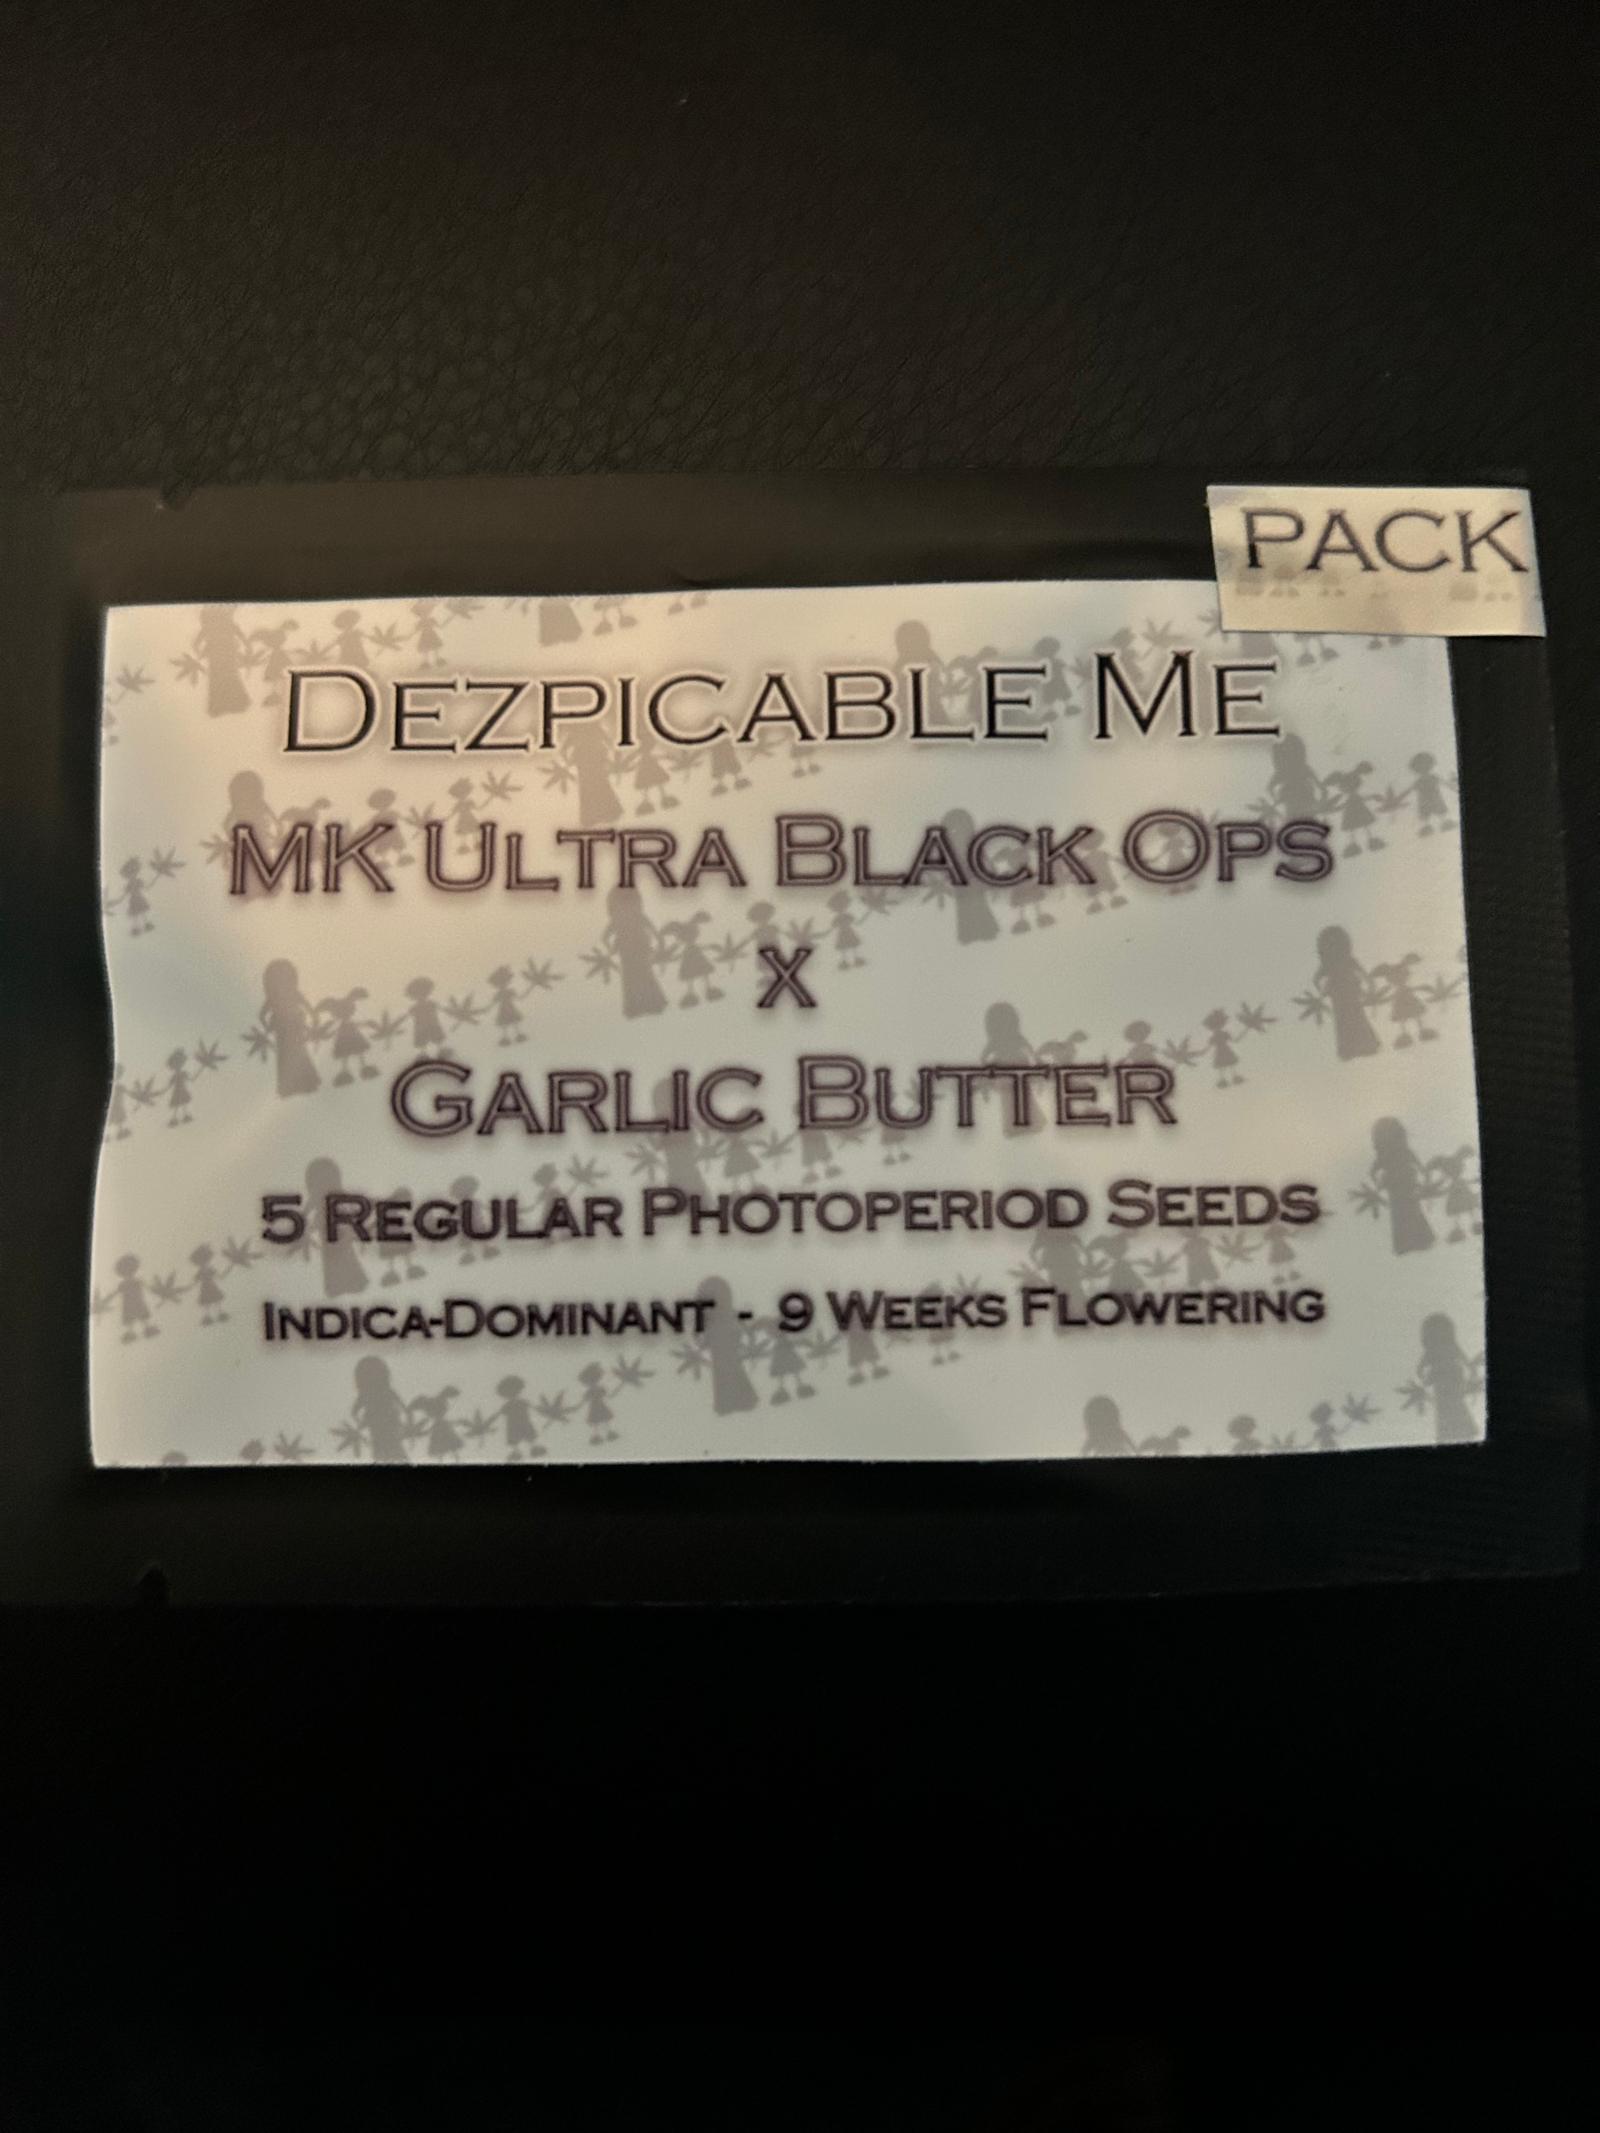 PACK
DEZPICABLE ME
MK ULTRA BLACK OPS
X
GARLIC BUTTER
5 REGULAR PHOTOPERIOD SEEDS
INDICA-DOMINANT - 9 WEEKS FLOWERING